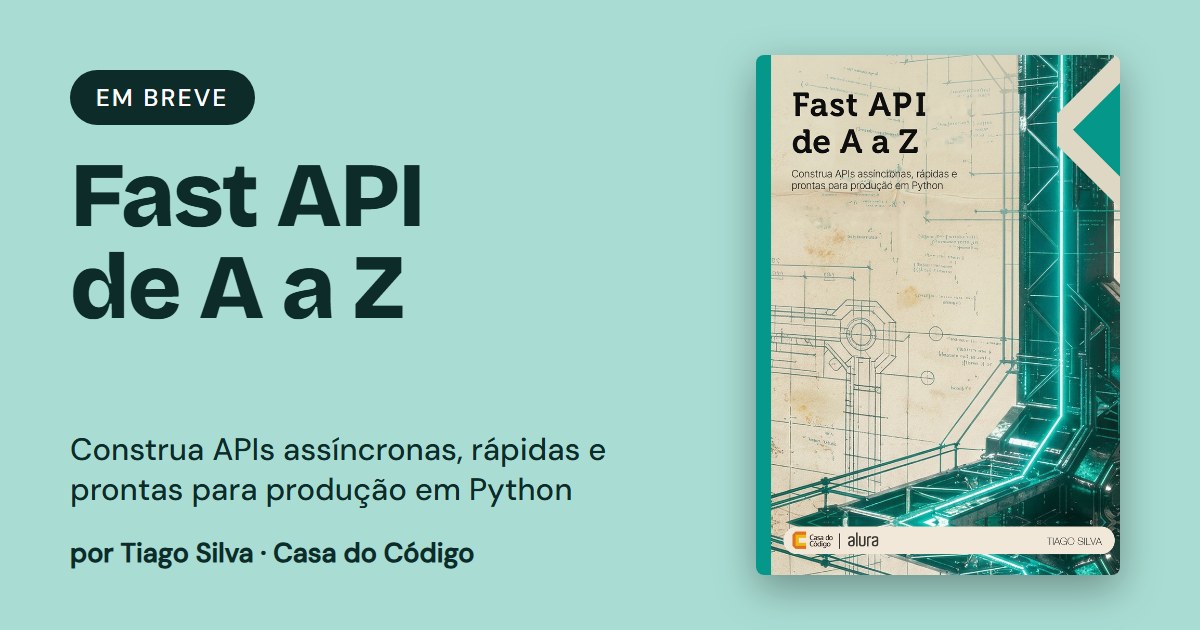 EM BREVE
Fast API
de A a Z
Construa APIs assíncronas, rápidas e
prontas para produção em Python
por Tiago Silva · Casa do Código
Fast API
de A a Z
Construa APIs assíncronas, rápidas e
prontas para produção em Python
Casa do
Código
alura
TIAGO SILVA